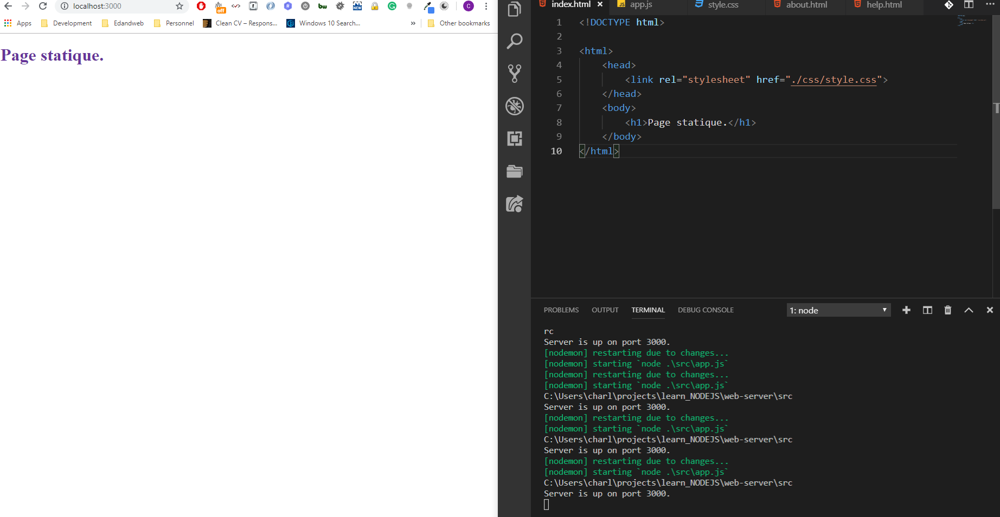 localhost:3000
off
NEW
bw
R
G
C
Apps
Development
Edandweb
Personnel
Clean CV – Respons...
Windows 10 Search...
»
Other bookmarks
Page statique.
index.html ×
JS app.js
style.css
about.html
help.html
1 <!DOCTYPE html>
2
3 <html>
4 <head>
5 <link rel="stylesheet" href="./css/style.css">
6 </head>
7 <body>
8 <h1>Page statique.</h1>
9 </body>
10 </html>
PROBLEMS OUTPUT TERMINAL DEBUG CONSOLE 1: node
rc
Server is up on port 3000.
[nodemon] restarting due to changes...
[nodemon] starting `node .\src\app.js`
[nodemon] restarting due to changes...
[nodemon] starting `node .\src\app.js`
C:\Users\charl\projects\learn_NODEJS\web-server\src
Server is up on port 3000.
[nodemon] restarting due to changes...
[nodemon] starting `node .\src\app.js`
C:\Users\charl\projects\learn_NODEJS\web-server\src
Server is up on port 3000.
[nodemon] restarting due to changes...
[nodemon] starting `node .\src\app.js`
C:\Users\charl\projects\learn_NODEJS\web-server\src
Server is up on port 3000.